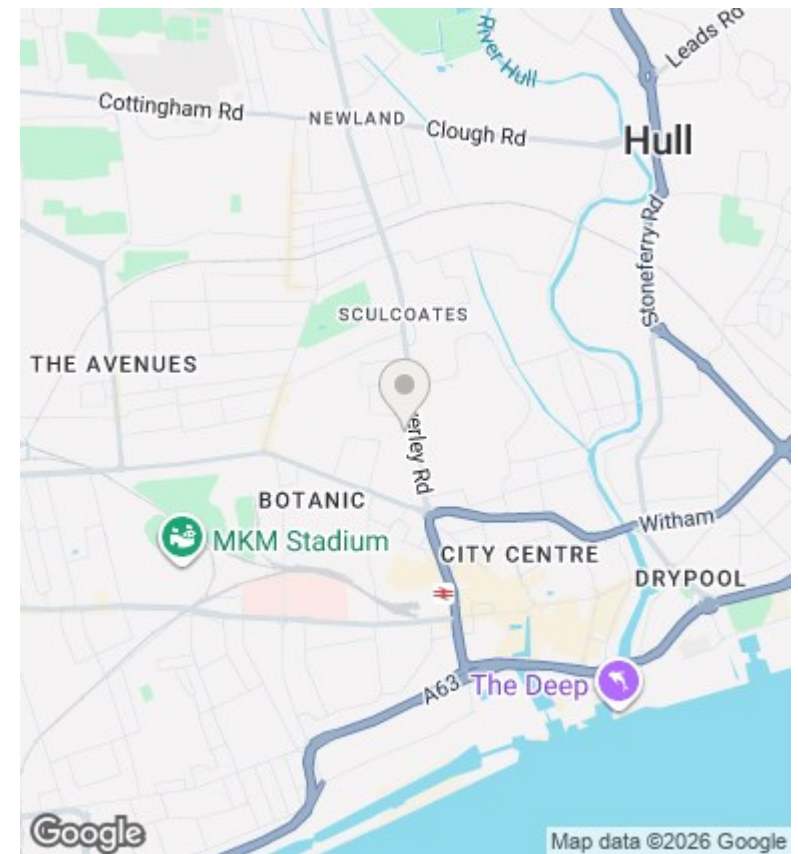 River Hull
Leads Rd
Cottingham Rd
NEWLAND
Clough Rd
Hull
Stoneferry Rd
SCULCOATES
THE AVENUES
erley Rd
BOTANIC
Witham
MKM Stadium
CITY CENTRE
DRYPOOL
A63
The Deep
Google
Map data ©2026 Google